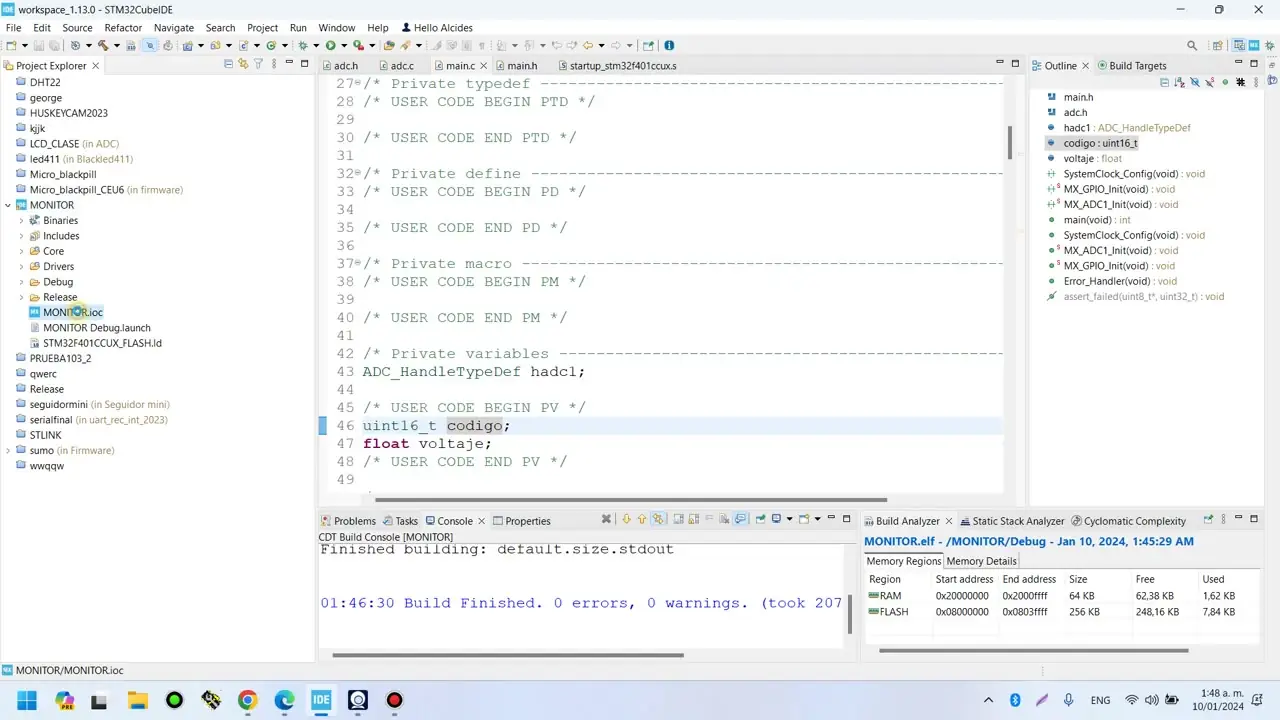 workspace_1.13.0 - STM32CubeIDE
File Edit Source Refactor Navigate Search Project Run Window Help Hello Alcides
Project Explorer
DHT22
george
HUSKEYCAM2023
kjjk
LCD_CLASE (in ADC)
led411 (in Blackled411)
Micro_blackpill
Micro_blackpill_CEU6 (in firmware)
MONITOR
Binaries
Includes
Core
Drivers
Debug
Release
MONITOR.ioc
MONITOR Debug.launch
STM32F401CCUX_FLASH.ld
PRUEBA103_2
qwerc
Release
seguidormini (in Seguidor mini)
serialfinal (in uart_rec_int_2023)
STLINK
sumo (in Firmware)
wwqqw
adc.h adc.c main.c main.h startup_stm32f401ccux.s
27 /* Private typedef -----------------------------------------------
28 /* USER CODE BEGIN PTD */
29
30 /* USER CODE END PTD */
31
32 /* Private define ------------------------------------------------
33 /* USER CODE BEGIN PD */
34
35 /* USER CODE END PD */
36
37 /* Private macro -------------------------------------------------
38 /* USER CODE BEGIN PM */
39
40 /* USER CODE END PM */
41
42 /* Private variables ---------------------------------------------
43 ADC_HandleTypeDef hadc1;
44
45 /* USER CODE BEGIN PV */
46 uint16_t codigo;
47 float voltaje;
48 /* USER CODE END PV */
49
Outline Build Targets
main.h
adc.h
hadc1 : ADC_HandleTypeDef
codigo : uint16_t
voltaje : float
SystemClock_Config(void) : void
MX_GPIO_Init(void) : void
MX_ADC1_Init(void) : void
main(void) : int
SystemClock_Config(void) : void
MX_ADC1_Init(void) : void
MX_GPIO_Init(void) : void
Error_Handler(void) : void
assert_failed(uint8_t*, uint32_t) : void
Problems Tasks Console Properties
CDT Build Console [MONITOR]
Finished building: default.size.stdout
01:46:30 Build Finished. 0 errors, 0 warnings. (took 207
Build Analyzer Static Stack Analyzer Cyclomatic Complexity
MONITOR.elf - /MONITOR/Debug - Jan 10, 2024, 1:45:29 AM
Memory Regions Memory Details
Region Start address End address Size Free Used
RAM 0x20000000 0x2000ffff 64 KB 62,38 KB 1,62 KB
FLASH 0x08000000 0x0803ffff 256 KB 248,16 KB 7,84 KB
MONITOR/MONITOR.ioc
IDE
ENG
1:48 a. m.
10/01/2024